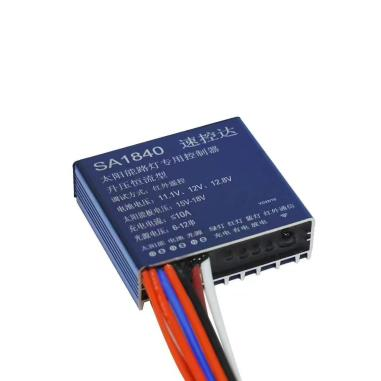 SA1840 速控达
太阳能路灯专用控制器
升压恒流型
调试方式：红外遥控
电池电压：11.1V、12V、12.8V
太阳能板电压：15V-18V
充电电流：≤10A
光源电压：6-12串
绿灯 红灯 蓝灯 红外通信
太阳能 电池 光源 充电 有电 放电